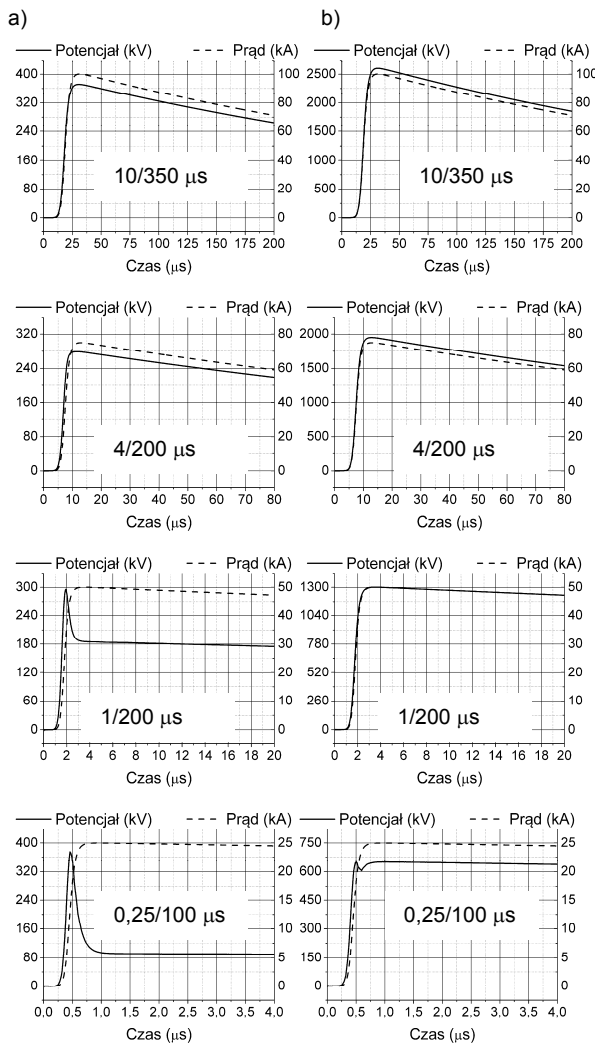 a) b)
Potencjał (kV) Prąd (kA) Potencjał (kV) Prąd (kA)
400 100 2500 100
320 80 2000 80
240 60 1500 60
160 40 1000 40
80 20 500 20
0 0 0 0
10/350 μs 10/350 μs
0 25 50 75 100 125 150 175 200 0 25 50 75 100 125 150 175 200
Czas (μs) Czas (μs)
Potencjał (kV) Prąd (kA) Potencjał (kV) Prąd (kA)
320 80 2000 80
240 60 1500 60
160 40 1000 40
80 20 500 20
0 0 0 0
4/200 μs 4/200 μs
0 10 20 30 40 50 60 70 80 0 10 20 30 40 50 60 70 80
Czas (μs) Czas (μs)
Potencjał (kV) Prąd (kA) Potencjał (kV) Prąd (kA)
300 50 1300 50
240 40 1040 40
180 30 780 30
120 20 520 20
60 10 260 10
0 0 0 0
1/200 μs 1/200 μs
0 2 4 6 8 10 12 14 16 18 20 0 2 4 6 8 10 12 14 16 18 20
Czas (μs) Czas (μs)
Potencjał (kV) Prąd (kA) Potencjał (kV) Prąd (kA)
400 25 750 25
320 20 600 20
240 15 450 15
160 10 300 10
80 5 150 5
0 0 0 0
0,25/100 μs 0,25/100 μs
0,0 0,5 1,0 1,5 2,0 2,5 3,0 3,5 4,0 0,0 0,5 1,0 1,5 2,0 2,5 3,0 3,5 4,0
Czas (μs) Czas (μs)